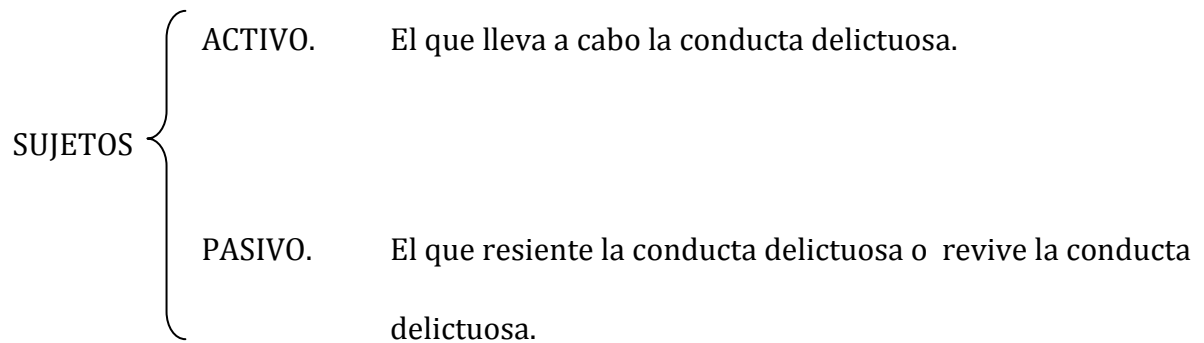 ACTIVO. El que lleva a cabo la conducta delictuosa.
SUJETOS
PASIVO. El que resiente la conducta delictuosa o revive la conducta
delictuosa.